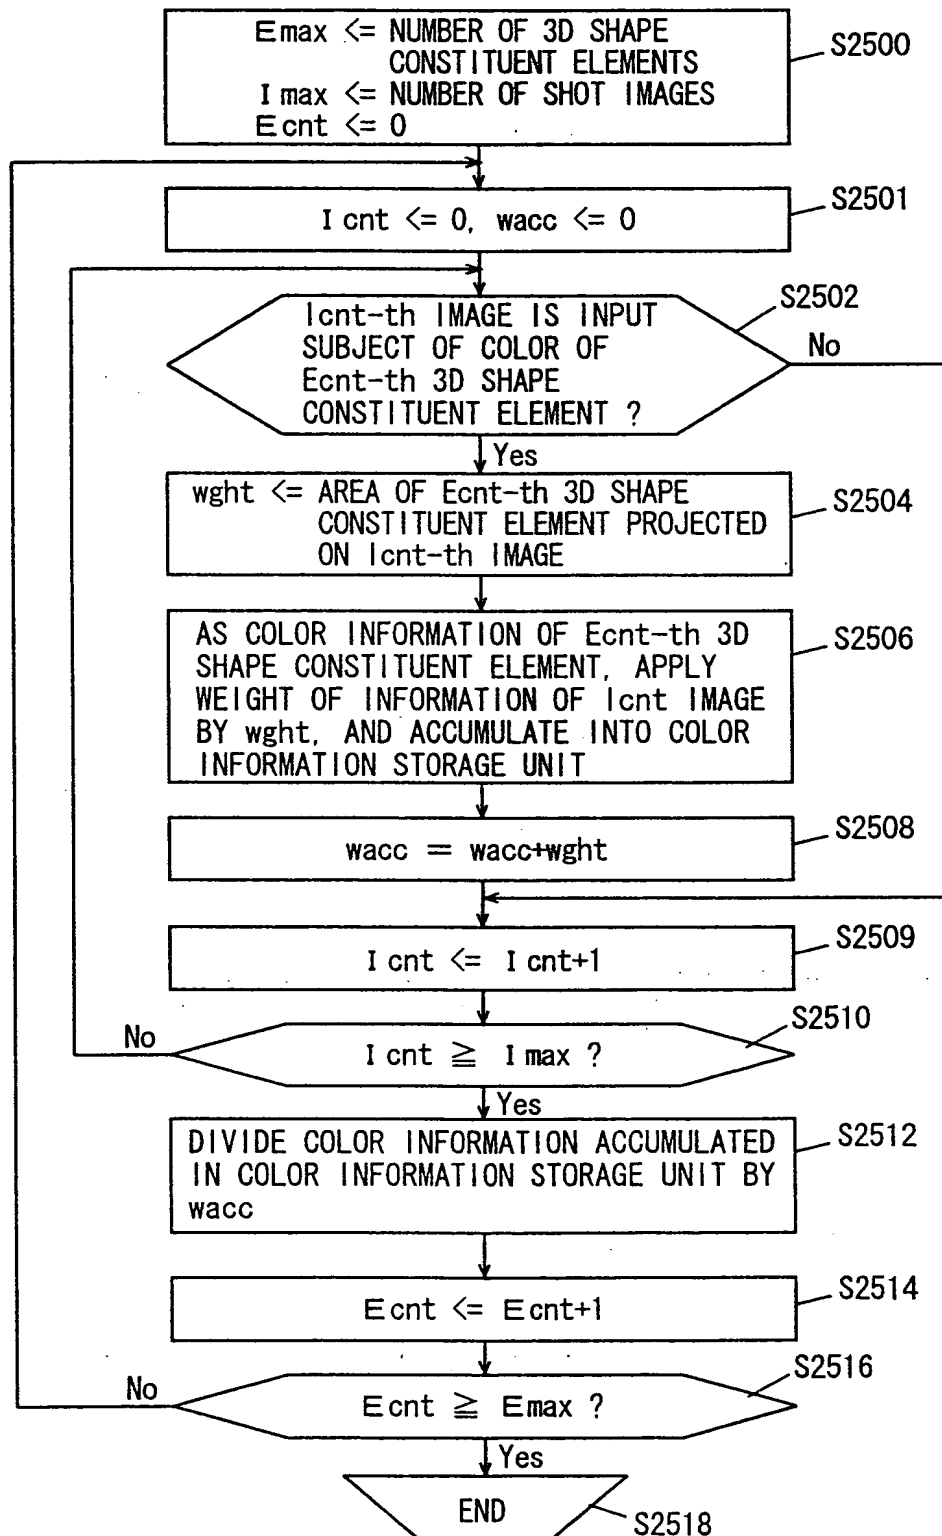 Emax <= NUMBER OF 3D SHAPE
CONSTITUENT ELEMENTS
Imax <= NUMBER OF SHOT IMAGES
Ecnt <= 0
S2500
Icnt <= 0, wacc <= 0
S2501
Icnt-th IMAGE IS INPUT
SUBJECT OF COLOR OF
Ecnt-th 3D SHAPE
CONSTITUENT ELEMENT ?
S2502
No
Yes
wght <= AREA OF Ecnt-th 3D SHAPE
CONSTITUENT ELEMENT PROJECTED
ON Icnt-th IMAGE
S2504
AS COLOR INFORMATION OF Ecnt-th 3D
SHAPE CONSTITUENT ELEMENT, APPLY
WEIGHT OF INFORMATION OF Icnt IMAGE
BY wght, AND ACCUMULATE INTO COLOR
INFORMATION STORAGE UNIT
S2506
wacc = wacc+wght
S2508
Icnt <= Icnt+1
S2509
Icnt ≧ Imax ?
S2510
No
Yes
DIVIDE COLOR INFORMATION ACCUMULATED
IN COLOR INFORMATION STORAGE UNIT BY
wacc
S2512
Ecnt <= Ecnt+1
S2514
Ecnt ≧ Emax ?
S2516
No
Yes
END
S2518